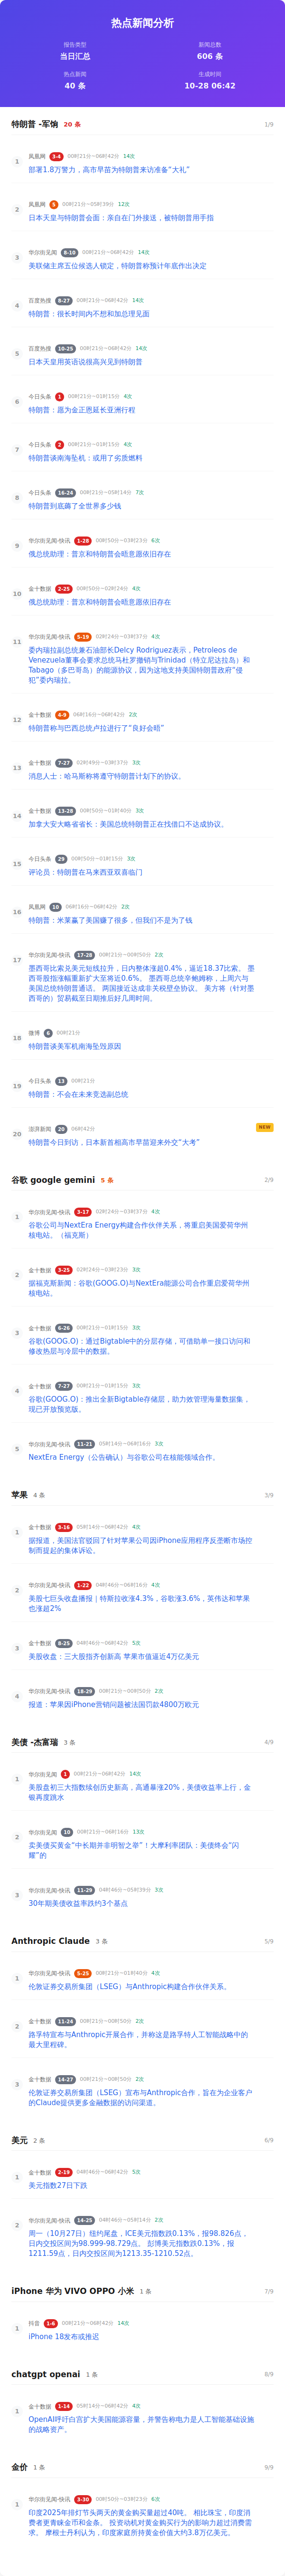 热点新闻分析
报告类型
当日汇总
新闻总数
606 条
热点新闻
40 条
生成时间
10-28 06:42
特朗普 -军饷 20 条 1/9
1 凤凰网 3-4 00时21分~06时42分 14次
部署1.8万警力，高市早苗为特朗普来访准备“大礼”
2 凤凰网 5 00时21分~05时39分 12次
日本天皇与特朗普会面：亲自在门外接送，被特朗普用手指
3 华尔街见闻 8-10 00时21分~06时42分 14次
美联储主席五位候选人锁定，特朗普称预计年底作出决定
4 百度热搜 8-27 00时21分~06时42分 14次
特朗普：很长时间内不想和加总理见面
5 百度热搜 10-25 00时21分~06时42分 14次
日本天皇用英语说很高兴见到特朗普
6 今日头条 1 00时21分~01时15分 4次
特朗普：愿为金正恩延长亚洲行程
7 今日头条 2 00时21分~01时15分 4次
特朗普谈南海坠机：或用了劣质燃料
8 今日头条 16-24 00时21分~05时14分 7次
特朗普到底薅了全世界多少钱
9 华尔街见闻-快讯 1-28 00时50分~03时23分 6次
俄总统助理：普京和特朗普会晤意愿依旧存在
10 金十数据 2-25 00时50分~02时24分 4次
俄总统助理：普京和特朗普会晤意愿依旧存在
11 华尔街见闻-快讯 5-19 02时24分~03时37分 4次
委内瑞拉副总统兼石油部长Delcy Rodríguez表示，Petroleos de
Venezuela董事会要求总统马杜罗撤销与Trinidad（特立尼达拉岛）和
Tabago（多巴哥岛）的能源协议，因为这地支持美国特朗普政府“侵
犯”委内瑞拉。
12 金十数据 4-9 06时16分~06时42分 2次
特朗普称与巴西总统卢拉进行了“良好会晤”
13 金十数据 7-27 02时49分~03时37分 3次
消息人士：哈马斯称将遵守特朗普计划下的协议。
14 金十数据 13-28 00时50分~01时40分 3次
加拿大安大略省省长：美国总统特朗普正在找借口不达成协议。
15 今日头条 29 00时50分~01时15分 3次
评论员：特朗普在马来西亚双喜临门
16 凤凰网 10 06时16分~06时42分 2次
特朗普：米莱赢了美国赚了很多，但我们不是为了钱
17 华尔街见闻-快讯 17-28 00时21分~00时50分 2次
墨西哥比索兑美元短线拉升，日内整体涨超0.4%，逼近18.37比索。 墨
西哥股指涨幅重新扩大至将近0.6%。 墨西哥总统辛鲍姆称，上周六与
美国总统特朗普通话。 两国接近达成非关税壁垒协议。 美方将（针对墨
西哥的）贸易截至日期推后好几周时间。
18 微博 6 00时21分
特朗普谈美军机南海坠毁原因
19 今日头条 13 00时21分
特朗普：不会在未来竞选副总统
20 澎湃新闻 20 06时42分 NEW
特朗普今日到访，日本新首相高市早苗迎来外交“大考”
谷歌 google gemini 5 条 2/9
1 华尔街见闻-快讯 3-17 02时24分~03时37分 4次
谷歌公司与NextEra Energy构建合作伙伴关系，将重启美国爱荷华州
核电站。（福克斯）
2 金十数据 3-25 02时24分~03时23分 3次
据福克斯新闻：谷歌(GOOG.O)与NextEra能源公司合作重启爱荷华州
核电站。
3 金十数据 6-26 00时21分~01时15分 3次
谷歌(GOOG.O)：通过Bigtable中的分层存储，可借助单一接口访问和
修改热层与冷层中的数据。
4 金十数据 7-27 00时21分~01时15分 3次
谷歌(GOOG.O)：推出全新Bigtable存储层，助力效管理海量数据集，
现已开放预览版。
5 华尔街见闻-快讯 11-21 05时14分~06时16分 3次
NextEra Energy（公告确认）与谷歌公司在核能领域合作。
苹果 4 条 3/9
1 金十数据 3-16 05时14分~06时42分 4次
据报道，美国法官驳回了针对苹果公司因iPhone应用程序反垄断市场控
制而提起的集体诉讼。
2 华尔街见闻-快讯 1-22 04时46分~06时16分 4次
美股七巨头收盘播报｜特斯拉收涨4.3%，谷歌涨3.6%，英伟达和苹果
也涨超2%
3 金十数据 8-25 04时46分~06时42分 5次
美股收盘：三大股指齐创新高 苹果市值逼近4万亿美元
4 华尔街见闻-快讯 18-29 00时21分~00时50分 2次
报道：苹果因iPhone营销问题被法国罚款4800万欧元
美债 -杰富瑞 3 条 4/9
1 华尔街见闻 1 00时21分~06时42分 14次
美股盘初三大指数续创历史新高，高通暴涨20%，美债收益率上行，金
银再度跳水
2 华尔街见闻 10 00时21分~06时16分 13次
卖美债买黄金“中长期并非明智之举”！大摩利率团队：美债终会“闪
耀”的
3 华尔街见闻-快讯 11-29 04时46分~05时39分 3次
30年期美债收益率跌约3个基点
Anthropic Claude 3 条 5/9
1 华尔街见闻-快讯 5-25 00时21分~01时40分 4次
伦敦证券交易所集团（LSEG）与Anthropic构建合作伙伴关系。
2 金十数据 11-24 00时21分~00时50分 2次
路孚特宣布与Anthropic开展合作，并称这是路孚特人工智能战略中的
最大里程碑。
3 金十数据 14-27 00时21分~00时50分 2次
伦敦证券交易所集团（LSEG）宣布与Anthropic合作，旨在为企业客户
的Claude提供更多金融数据的访问渠道。
美元 2 条 6/9
1 金十数据 2-19 04时46分~06时42分 5次
美元指数27日下跌
2 华尔街见闻-快讯 14-25 04时46分~05时14分 2次
周一（10月27日）纽约尾盘，ICE美元指数跌0.13%，报98.826点，
日内交投区间为98.999-98.729点。 彭博美元指数跌0.13%，报
1211.59点，日内交投区间为1213.35-1210.52点。
iPhone 华为 VIVO OPPO 小米 1 条 7/9
1 抖音 1-6 00时21分~06时42分 14次
iPhone 18发布或推迟
chatgpt openai 1 条 8/9
1 金十数据 1-14 05时14分~06时42分 4次
OpenAI呼吁白宫扩大美国能源容量，并警告称电力是人工智能基础设施
的战略资产。
金价 1 条 9/9
1 华尔街见闻-快讯 3-30 00时50分~03时23分 6次
印度2025年排灯节头两天的黄金购买量超过40吨。 相比珠宝，印度消
费者更青睐金币和金条。 投资动机对黄金购买行为的影响力超过消费需
求。 摩根士丹利认为，印度家庭所持黄金价值大约3.8万亿美元。